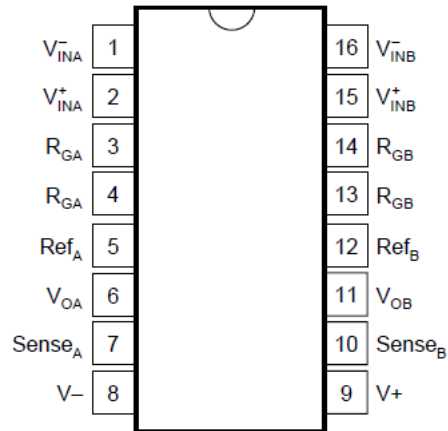 V⁻INA 1 16 V⁻INB
V⁺INA 2 15 V⁺INB
RGA 3 14 RGB
RGA 4 13 RGB
RefA 5 12 RefB
VOA 6 11 VOB
SenseA 7 10 SenseB
V– 8 9 V+